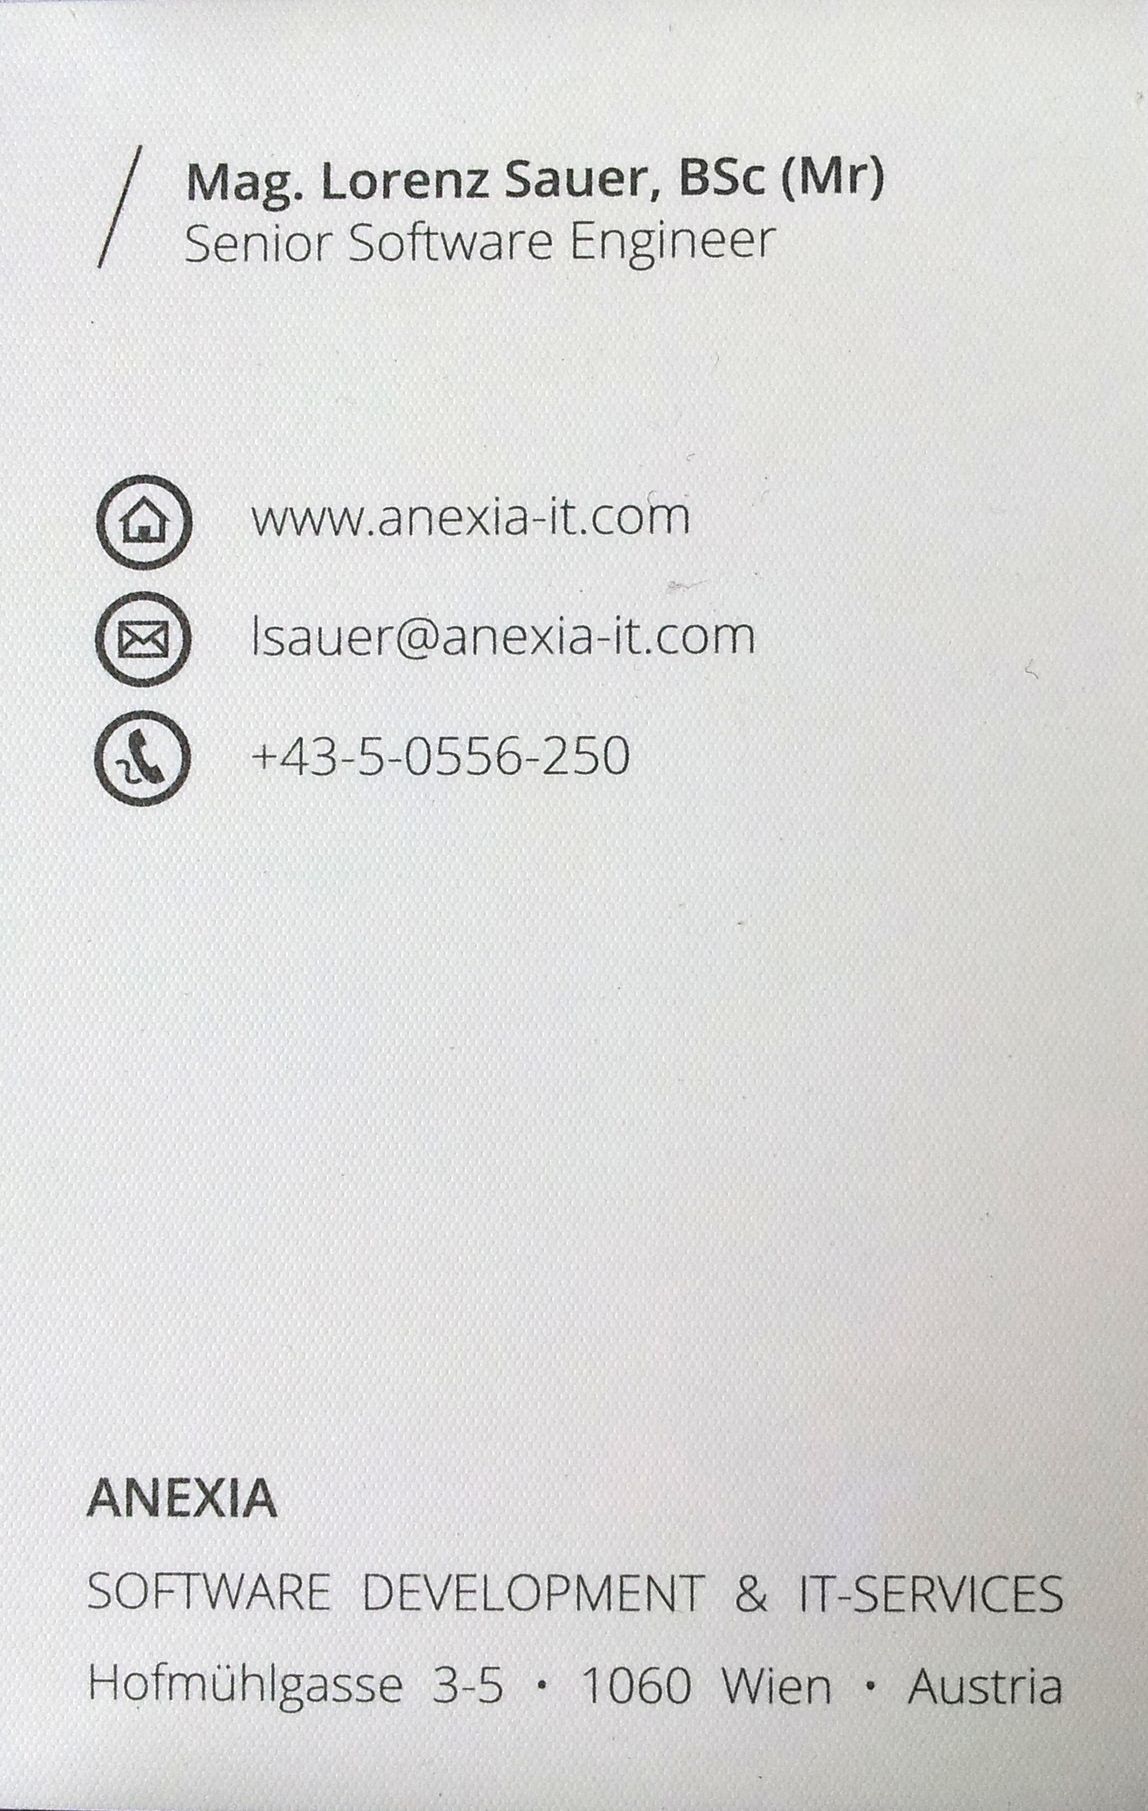 Mag. Lorenz Sauer, BSc (Mr)
Senior Software Engineer
www.anexia-it.com
lsauer@anexia-it.com
+43-5-0556-250
ANEXIA
SOFTWARE DEVELOPMENT & IT-SERVICES
Hofmühlgasse 3-5 • 1060 Wien • Austria